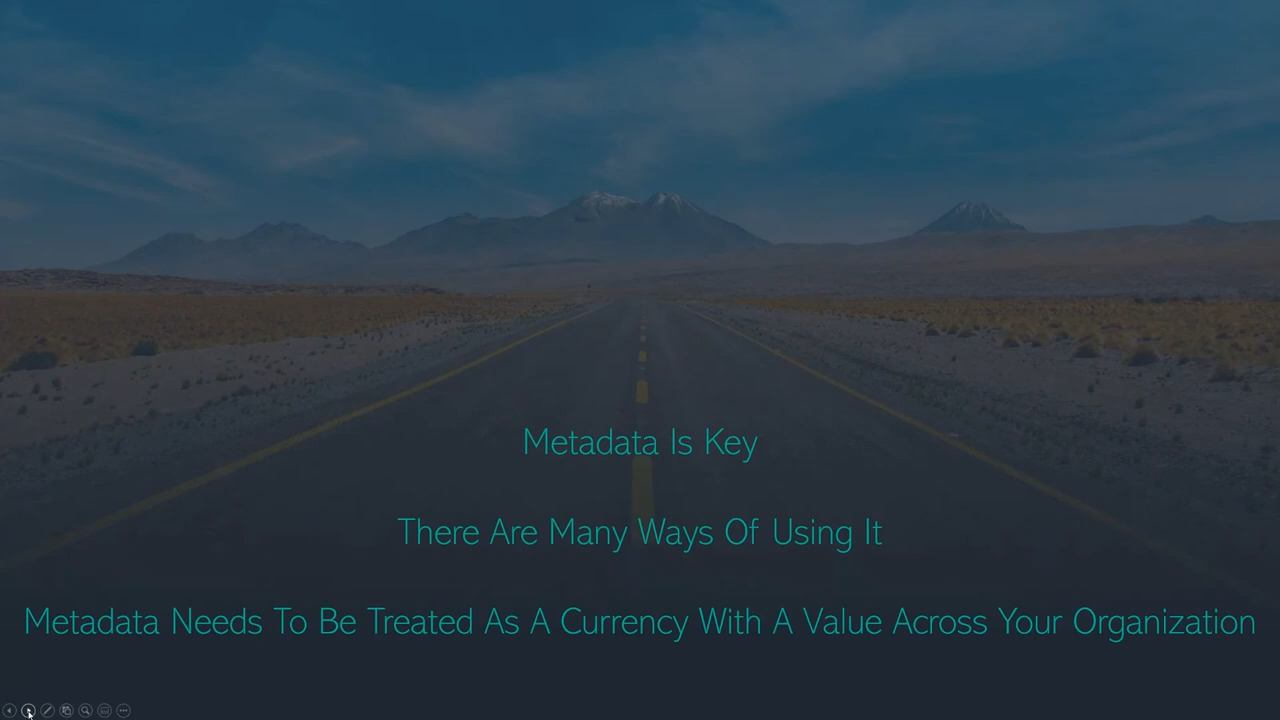 Metadata Is Key
There Are Many Ways Of Using It
Metadata Needs To Be Treated As A Currency With A Value Across Your Organization